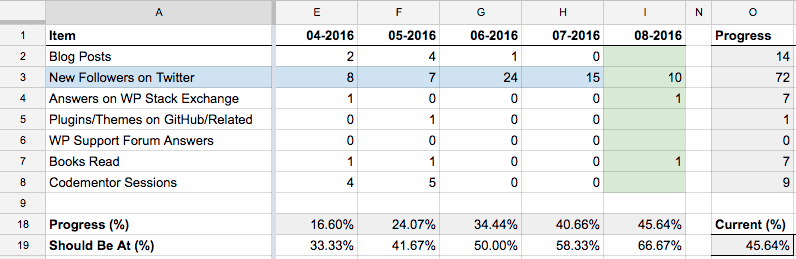 A E F G H I N O
1 Item 04-2016 05-2016 06-2016 07-2016 08-2016 Progress
2 Blog Posts 2 4 1 0 14
3 New Followers on Twitter 8 7 24 15 10 72
4 Answers on WP Stack Exchange 1 0 0 0 1 7
5 Plugins/Themes on GitHub/Related 0 1 0 0 1
6 WP Support Forum Answers 0 0 0 0 0
7 Books Read 1 1 0 0 1 7
8 Codementor Sessions 4 5 0 0 9
9
18 Progress (%) 16.60% 24.07% 34.44% 40.66% 45.64% Current (%)
19 Should Be At (%) 33.33% 41.67% 50.00% 58.33% 66.67% 45.64%